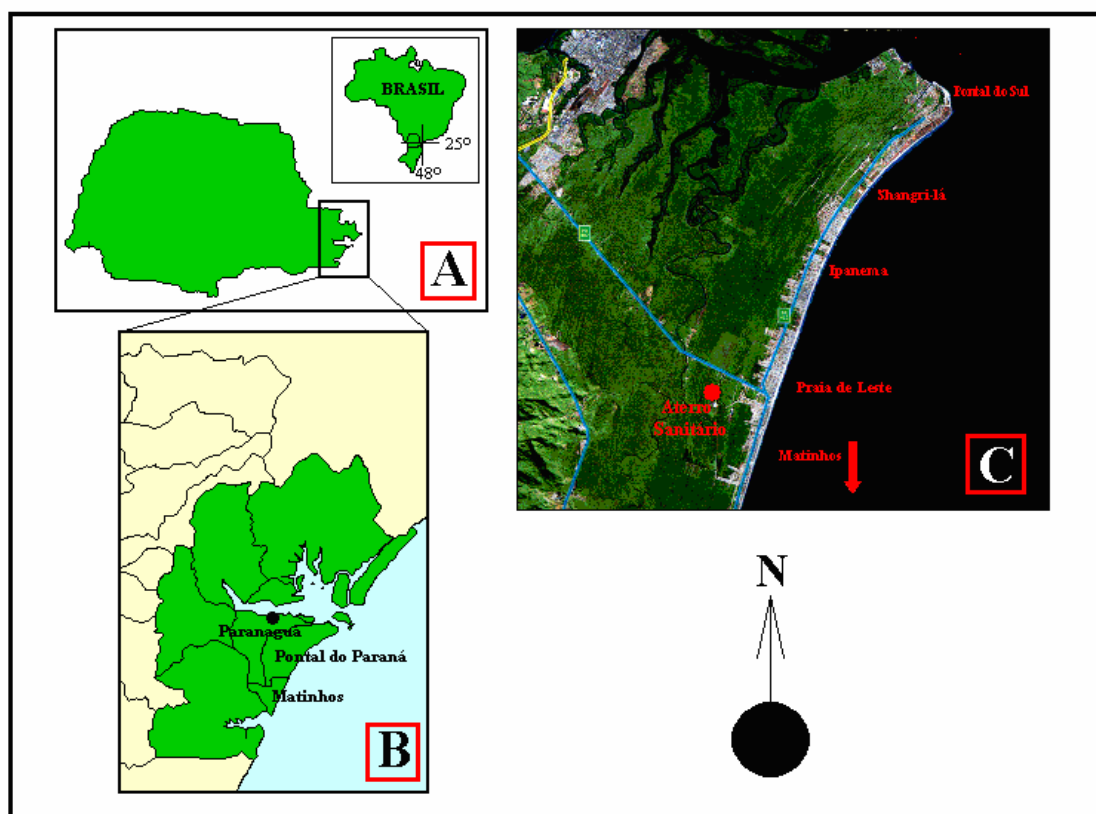 BRASIL
25º
48º
A
Pontal do Sul
Shangri-lá
Ipanema
Praia de Leste
Aterro
Sanitário
Matinhos
C
Paranaguá
Pontal do Paraná
Matinhos
B
N